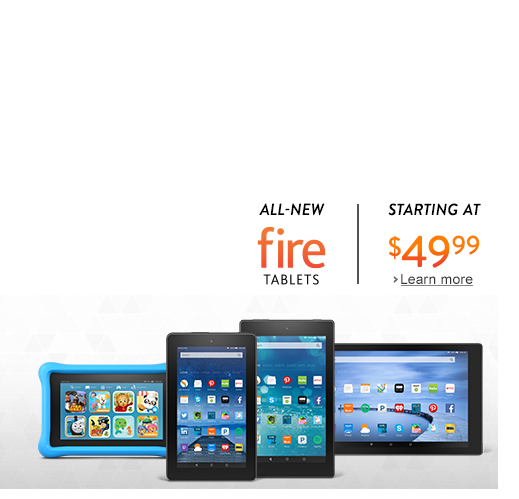 ALL-NEW
fire
TABLETS
STARTING AT
$49.99
› Learn more